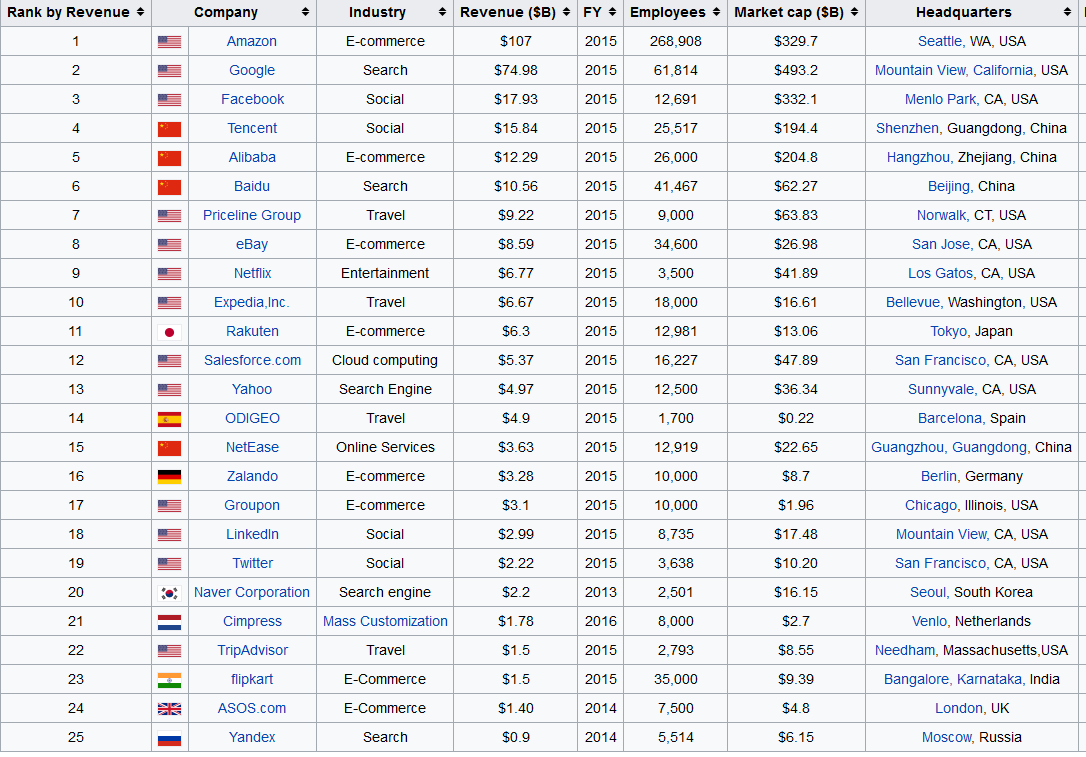 Rank by Revenue Company Industry Revenue ($B) FY Employees Market cap ($B) Headquarters
1 Amazon E-commerce $107 2015 268,908 $329.7 Seattle, WA, USA
2 Google Search $74.98 2015 61,814 $493.2 Mountain View, California, USA
3 Facebook Social $17.93 2015 12,691 $332.1 Menlo Park, CA, USA
4 Tencent Social $15.84 2015 25,517 $194.4 Shenzhen, Guangdong, China
5 Alibaba E-commerce $12.29 2015 26,000 $204.8 Hangzhou, Zhejiang, China
6 Baidu Search $10.56 2015 41,467 $62.27 Beijing, China
7 Priceline Group Travel $9.22 2015 9,000 $63.83 Norwalk, CT, USA
8 eBay E-commerce $8.59 2015 34,600 $26.98 San Jose, CA, USA
9 Netflix Entertainment $6.77 2015 3,500 $41.89 Los Gatos, CA, USA
10 Expedia,Inc. Travel $6.67 2015 18,000 $16.61 Bellevue, Washington, USA
11 Rakuten E-commerce $6.3 2015 12,981 $13.06 Tokyo, Japan
12 Salesforce.com Cloud computing $5.37 2015 16,227 $47.89 San Francisco, CA, USA
13 Yahoo Search Engine $4.97 2015 12,500 $36.34 Sunnyvale, CA, USA
14 ODIGEO Travel $4.9 2015 1,700 $0.22 Barcelona, Spain
15 NetEase Online Services $3.63 2015 12,919 $22.65 Guangzhou, Guangdong, China
16 Zalando E-commerce $3.28 2015 10,000 $8.7 Berlin, Germany
17 Groupon E-commerce $3.1 2015 10,000 $1.96 Chicago, Illinois, USA
18 LinkedIn Social $2.99 2015 8,735 $17.48 Mountain View, CA, USA
19 Twitter Social $2.22 2015 3,638 $10.20 San Francisco, CA, USA
20 Naver Corporation Search engine $2.2 2013 2,501 $16.15 Seoul, South Korea
21 Cimpress Mass Customization $1.78 2016 8,000 $2.7 Venlo, Netherlands
22 TripAdvisor Travel $1.5 2015 2,793 $8.55 Needham, Massachusetts,USA
23 flipkart E-Commerce $1.5 2015 35,000 $9.39 Bangalore, Karnataka, India
24 ASOS.com E-Commerce $1.40 2014 7,500 $4.8 London, UK
25 Yandex Search $0.9 2014 5,514 $6.15 Moscow, Russia